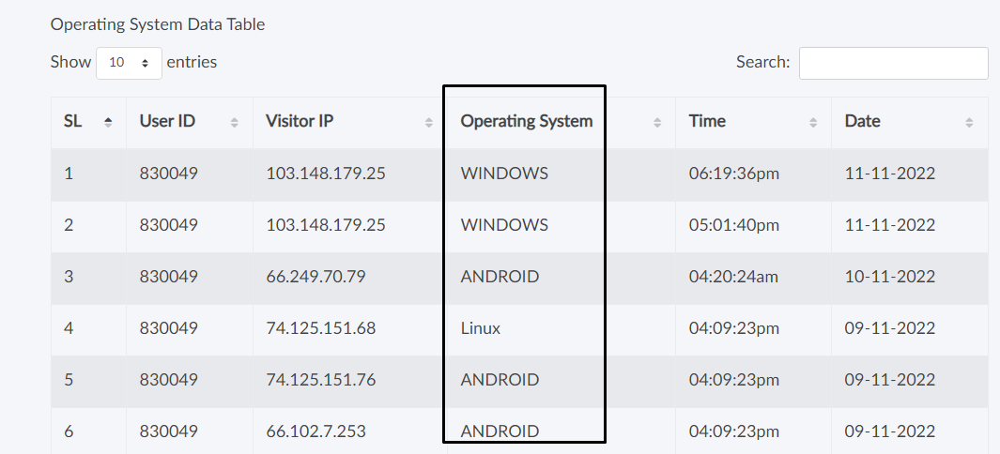 Operating System Data Table
Show 10 entries Search:
SL User ID Visitor IP Operating System Time Date
1 830049 103.148.179.25 WINDOWS 06:19:36pm 11-11-2022
2 830049 103.148.179.25 WINDOWS 05:01:40pm 11-11-2022
3 830049 66.249.70.79 ANDROID 04:20:24am 10-11-2022
4 830049 74.125.151.68 Linux 04:09:23pm 09-11-2022
5 830049 74.125.151.76 ANDROID 04:09:23pm 09-11-2022
6 830049 66.102.7.253 ANDROID 04:09:23pm 09-11-2022